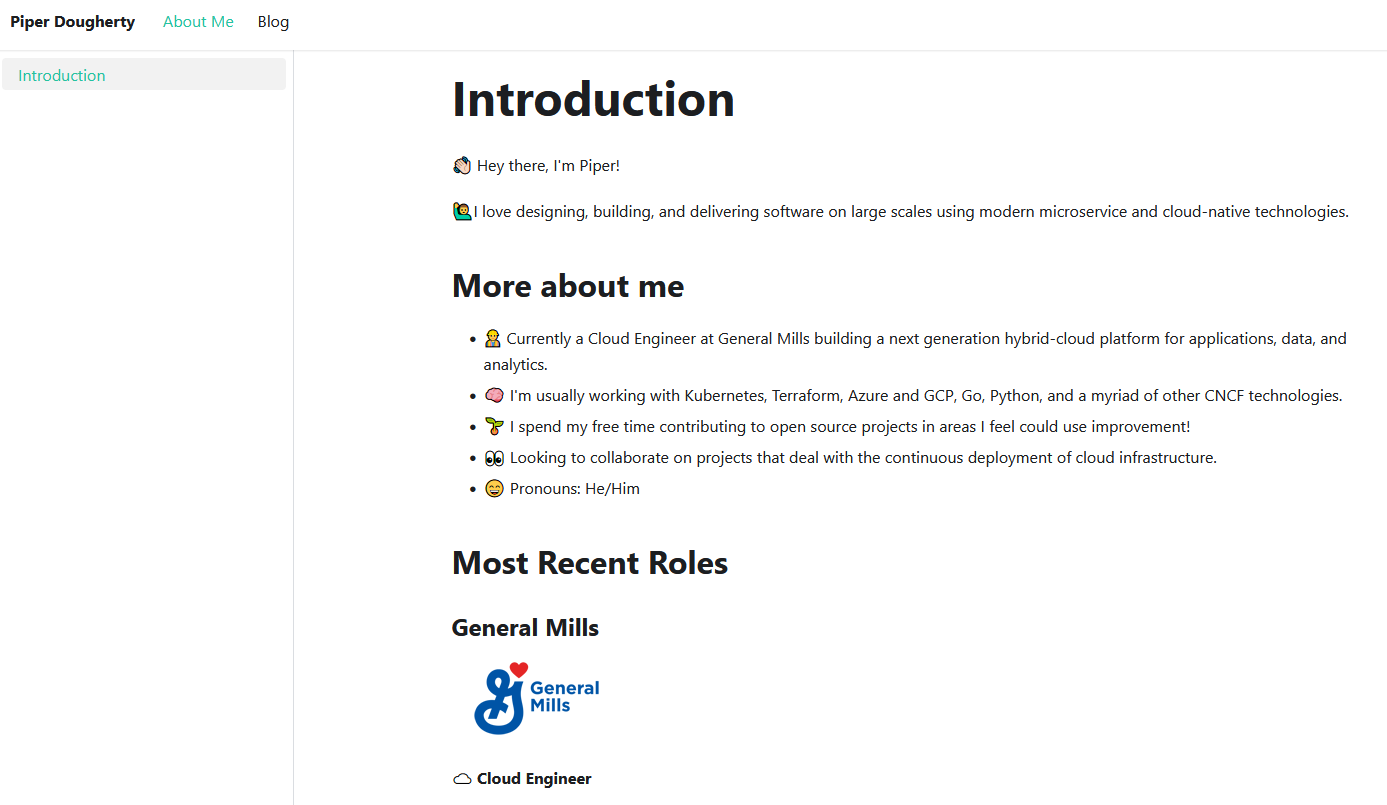 Piper Dougherty About Me Blog
Introduction
Introduction
👋🏻 Hey there, I'm Piper!
🙋🏽‍♂️I love designing, building, and delivering software on large scales using modern microservice and cloud-native technologies.
More about me
• 👷 Currently a Cloud Engineer at General Mills building a next generation hybrid-cloud platform for applications, data, and
analytics.
• 🧠 I'm usually working with Kubernetes, Terraform, Azure and GCP, Go, Python, and a myriad of other CNCF technologies.
• 🌱 I spend my free time contributing to open source projects in areas I feel could use improvement!
• 👀 Looking to collaborate on projects that deal with the continuous deployment of cloud infrastructure.
• 😄 Pronouns: He/Him
Most Recent Roles
General Mills
General
Mills
☁ Cloud Engineer